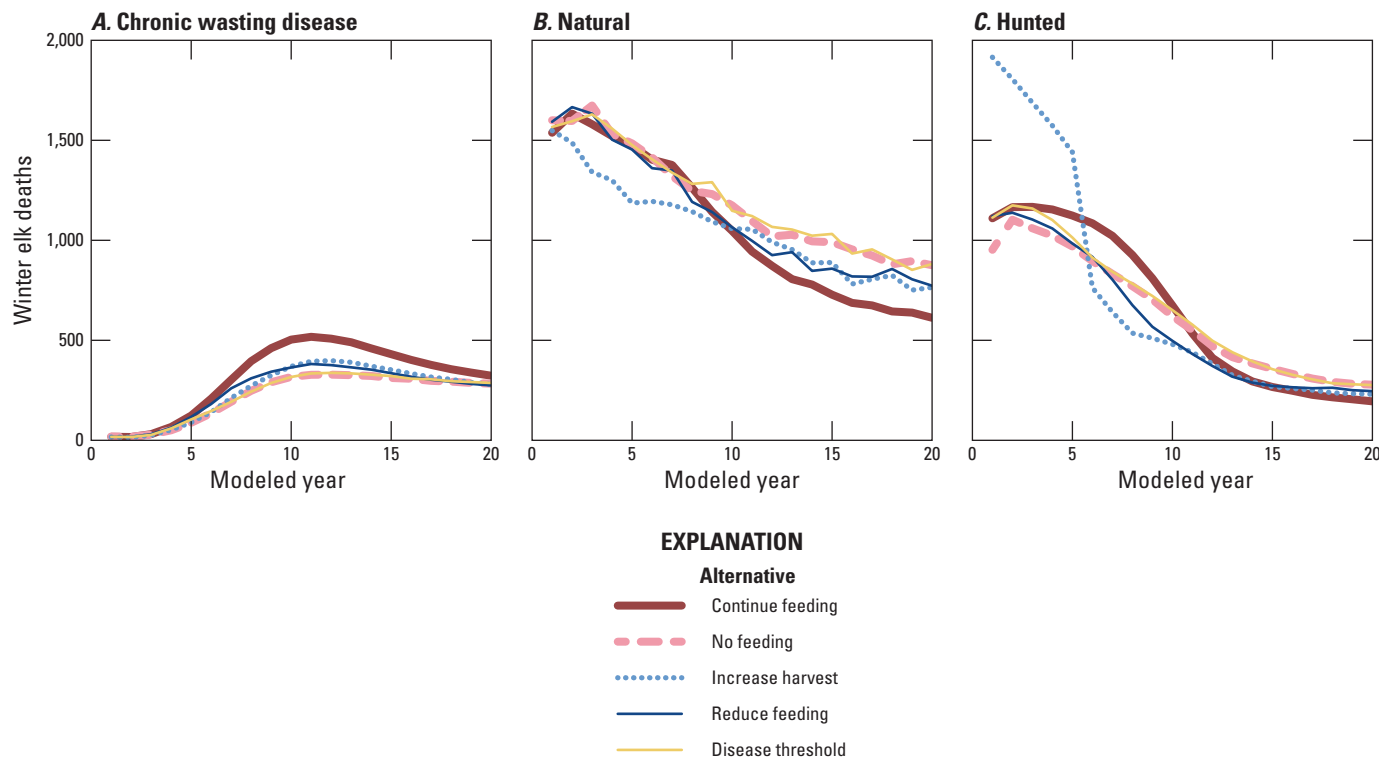 A. Chronic wasting disease
B. Natural
C. Hunted
Winter elk deaths
2,000
1,500
1,000
500
0
0 5 10 15 20
0 5 10 15 20
0 5 10 15 20
Modeled year
Modeled year
Modeled year
EXPLANATION
Alternative
Continue feeding
No feeding
Increase harvest
Reduce feeding
Disease threshold